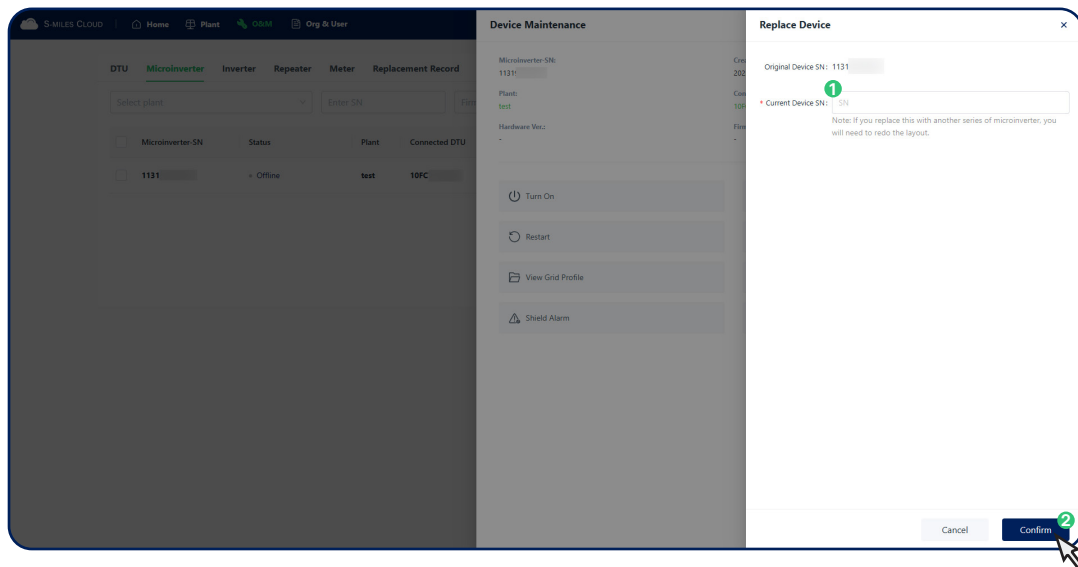 S-MILES CLOUD Home Plant O&M Org & User
DTU Microinverter Inverter Repeater Meter Replacement Record
Select plant Enter SN
Microinverter-SN Status Plant Connected DTU
1131 Offline test 10FC
Device Maintenance
Microinverter-SN:
1131
Plant:
test
Hardware Ver.:
-
-
Turn On
Restart
View Grid Profile
Shield Alarm
Replace Device ×
Original Device SN: 1131
1
* Current Device SN: SN
Note: If you replace this with another series of microinverter, you
will need to redo the layout.
Cancel Confirm 2